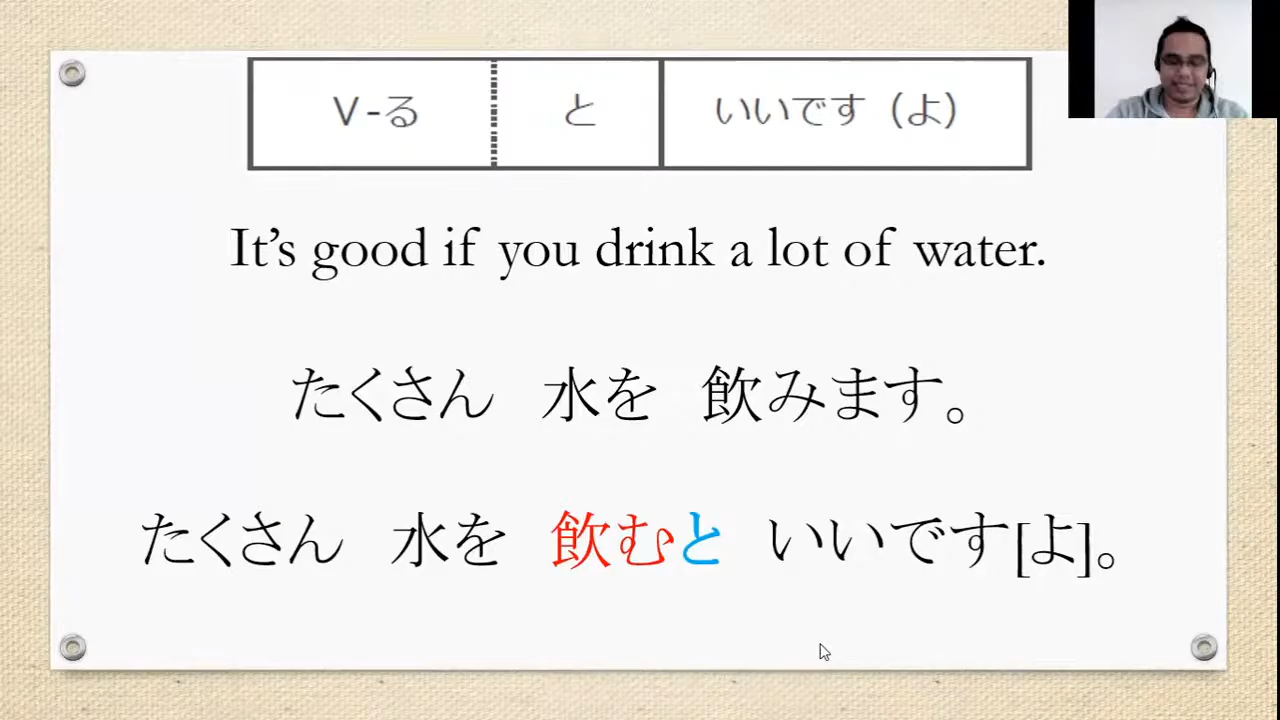 V-る と いいです（よ）
It's good if you drink a lot of water.
たくさん 水を 飲みます。
たくさん 水を 飲むと いいです[よ]。